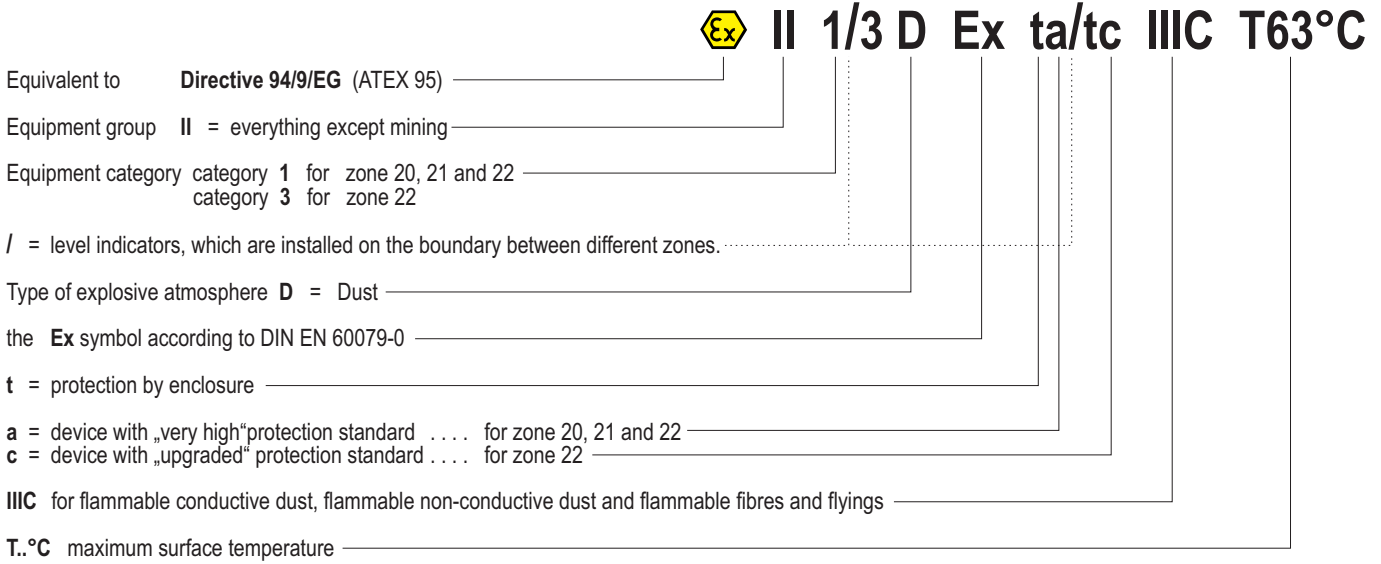 Ex II 1/3 D Ex ta/tc IIIC T63°C
Equivalent to Directive 94/9/EG (ATEX 95)
Equipment group II = everything except mining
Equipment category category 1 for zone 20, 21 and 22
category 3 for zone 22
/ = level indicators, which are installed on the boundary between different zones.
Type of explosive atmosphere D = Dust
the Ex symbol according to DIN EN 60079-0
t = protection by enclosure
a = device with „very high“protection standard . . . . for zone 20, 21 and 22
c = device with „upgraded“ protection standard . . . . for zone 22
IIIC for flammable conductive dust, flammable non-conductive dust and flammable fibres and flyings
T..°C maximum surface temperature